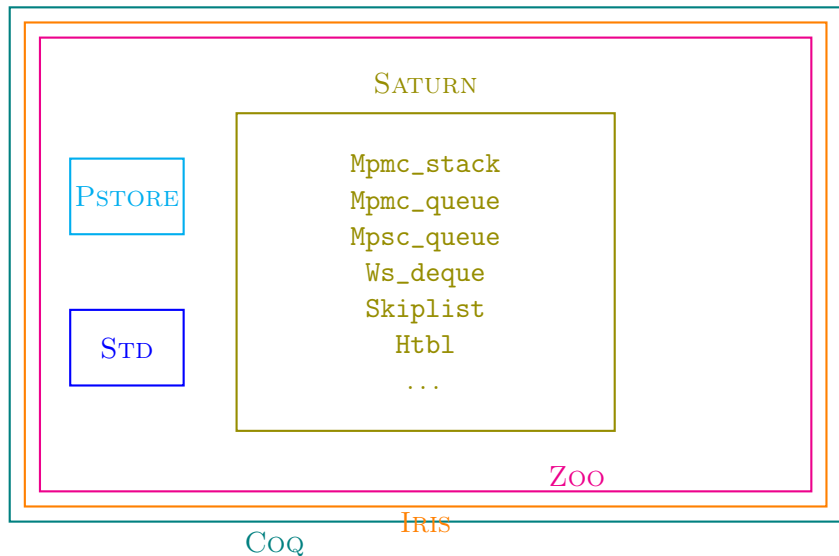 SATURN
Mpmc_stack
Mpmc_queue
Mpsc_queue
Ws_deque
Skiplist
Htbl
...
PSTORE
STD
ZOO
IRIS
COQ